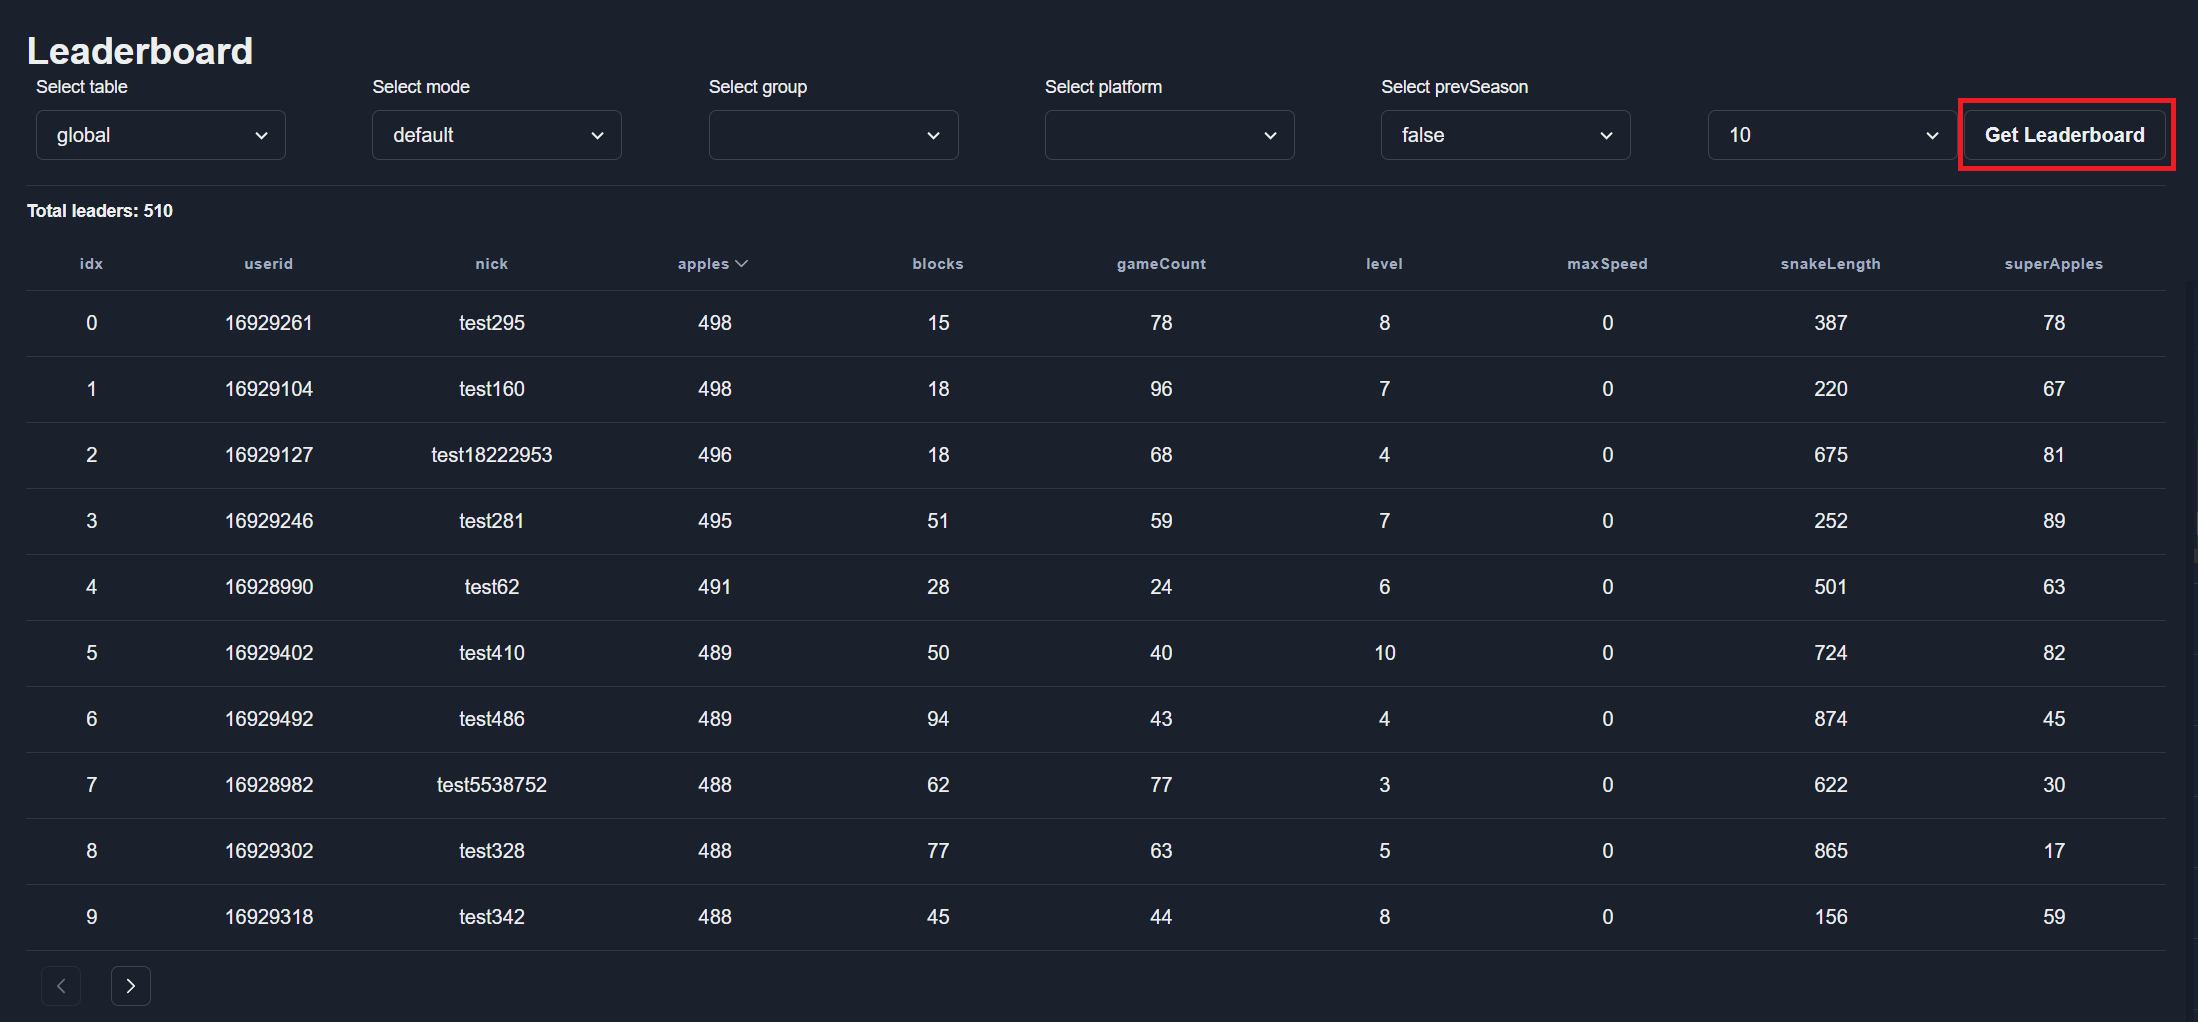 Leaderboard
Select table Select mode Select group Select platform Select prevSeason
global default false 10 Get Leaderboard
Total leaders: 510
idx userid nick apples blocks gameCount level maxSpeed snakeLength superApples
0 16929261 test295 498 15 78 8 0 387 78
1 16929104 test160 498 18 96 7 0 220 67
2 16929127 test18222953 496 18 68 4 0 675 81
3 16929246 test281 495 51 59 7 0 252 89
4 16928990 test62 491 28 24 6 0 501 63
5 16929402 test410 489 50 40 10 0 724 82
6 16929492 test486 489 94 43 4 0 874 45
7 16928982 test5538752 488 62 77 3 0 622 30
8 16929302 test328 488 77 63 5 0 865 17
9 16929318 test342 488 45 44 8 0 156 59